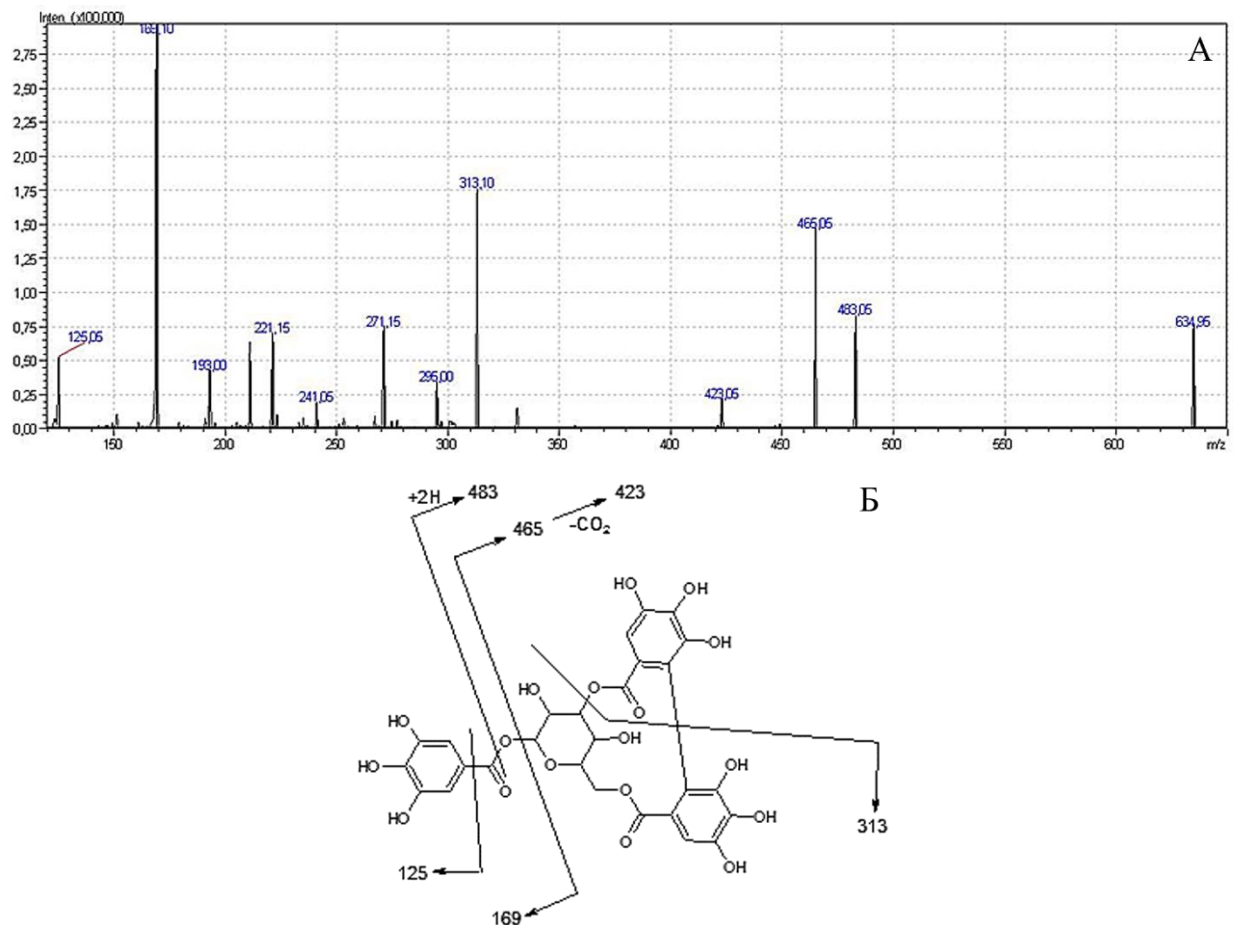 Inten. (x100,000)
А
169,10
2,75
2,50
2,25
2,00
1,75
1,50
1,25
1,00
0,75
0,50
0,25
0,00
313,10
465,05
483,05
634,95
125,05
221,15
271,15
193,00
295,00
241,05
423,05
150
200
250
300
350
400
450
500
550
600
m/z
Б
+2H
483
423
465
-CO₂
HO
OH
OH
HO
O
O
HO
O
OH
HO
O
O
HO
O
OH
HO
O
OH
OH
125
313
169